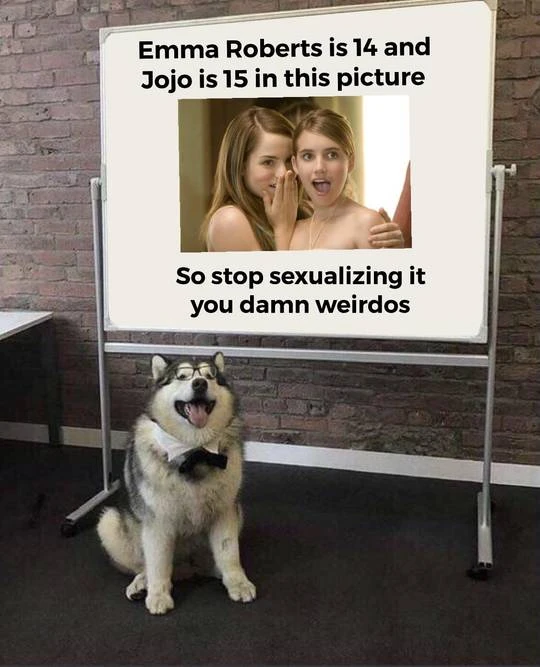 Emma Roberts is 14 and
Jojo is 15 in this picture
So stop sexualizing it
you damn weirdos